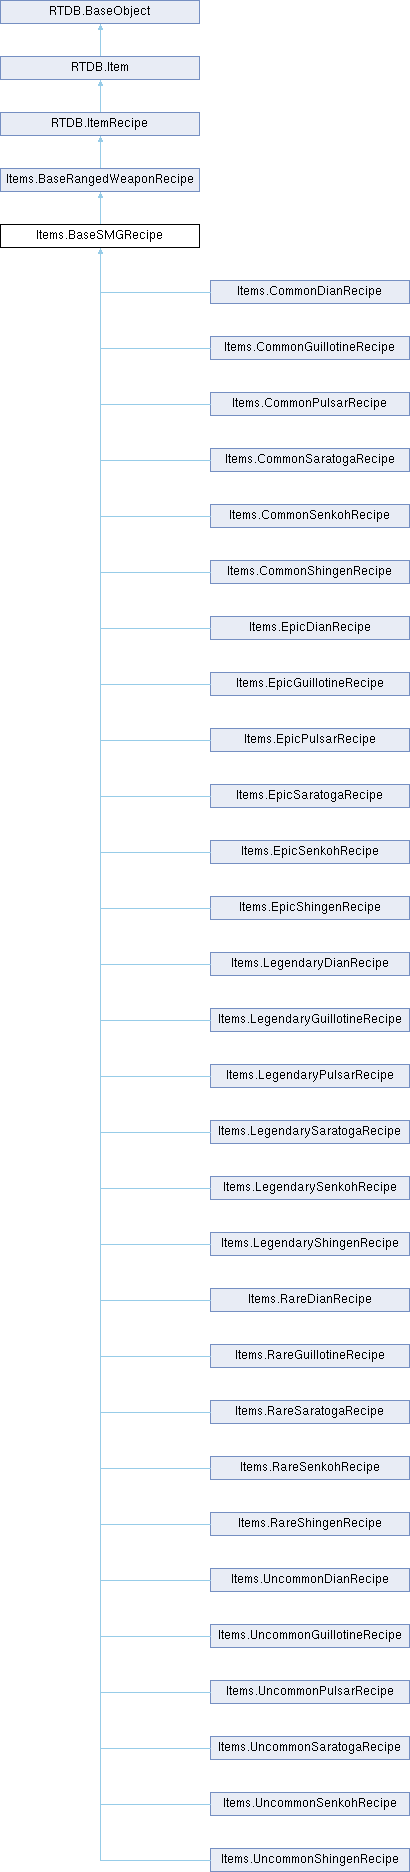 RTDB.BaseObject
RTDB.Item
RTDB.ItemRecipe
Items.BaseRangedWeaponRecipe
Items.BaseSMGRecipe
Items.CommonDianRecipe
Items.CommonGuillotineRecipe
Items.CommonPulsarRecipe
Items.CommonSaratogaRecipe
Items.CommonSenkohRecipe
Items.CommonShingenRecipe
Items.EpicDianRecipe
Items.EpicGuillotineRecipe
Items.EpicPulsarRecipe
Items.EpicSaratogaRecipe
Items.EpicSenkohRecipe
Items.EpicShingenRecipe
Items.LegendaryDianRecipe
Items.LegendaryGuillotineRecipe
Items.LegendaryPulsarRecipe
Items.LegendarySaratogaRecipe
Items.LegendarySenkohRecipe
Items.LegendaryShingenRecipe
Items.RareDianRecipe
Items.RareGuillotineRecipe
Items.RareSaratogaRecipe
Items.RareSenkohRecipe
Items.RareShingenRecipe
Items.UncommonDianRecipe
Items.UncommonGuillotineRecipe
Items.UncommonPulsarRecipe
Items.UncommonSaratogaRecipe
Items.UncommonSenkohRecipe
Items.UncommonShingenRecipe